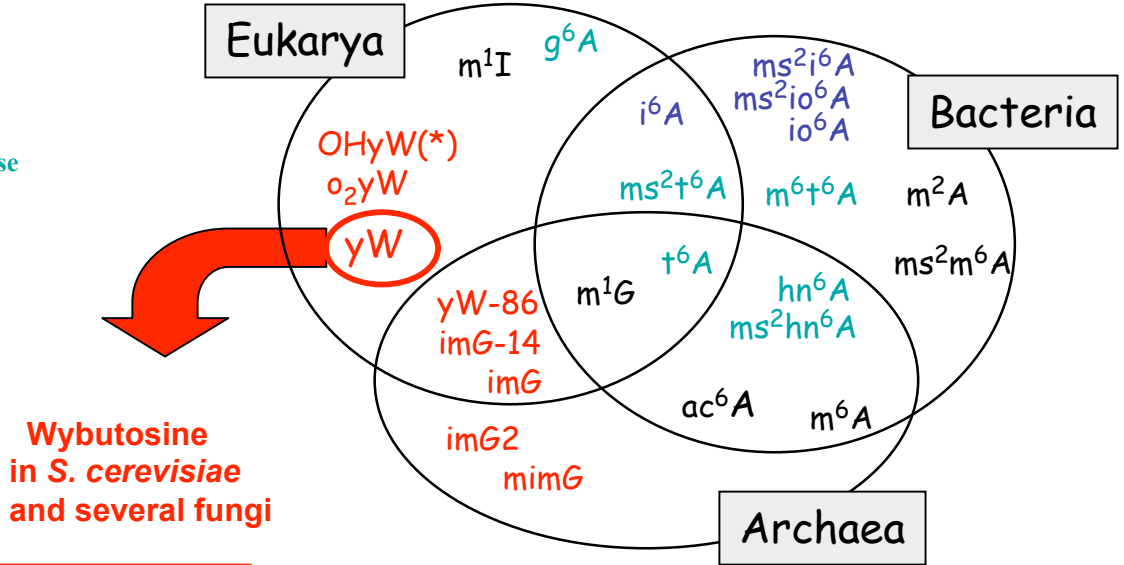 Eukarya
m¹I
g⁶A
ms²i⁶A
ms²io⁶A
io⁶A
Bacteria
i⁶A
OHyW(*)
o₂yW
yW
se
ms²t⁶A
m⁶t⁶A
m²A
ms²m⁶A
t⁶A
m¹G
hn⁶A
ms²hn⁶A
yW-86
imG-14
imG
ac⁶A
m⁶A
imG2
mimG
Archaea
Wybutosine
in S. cerevisiae
and several fungi